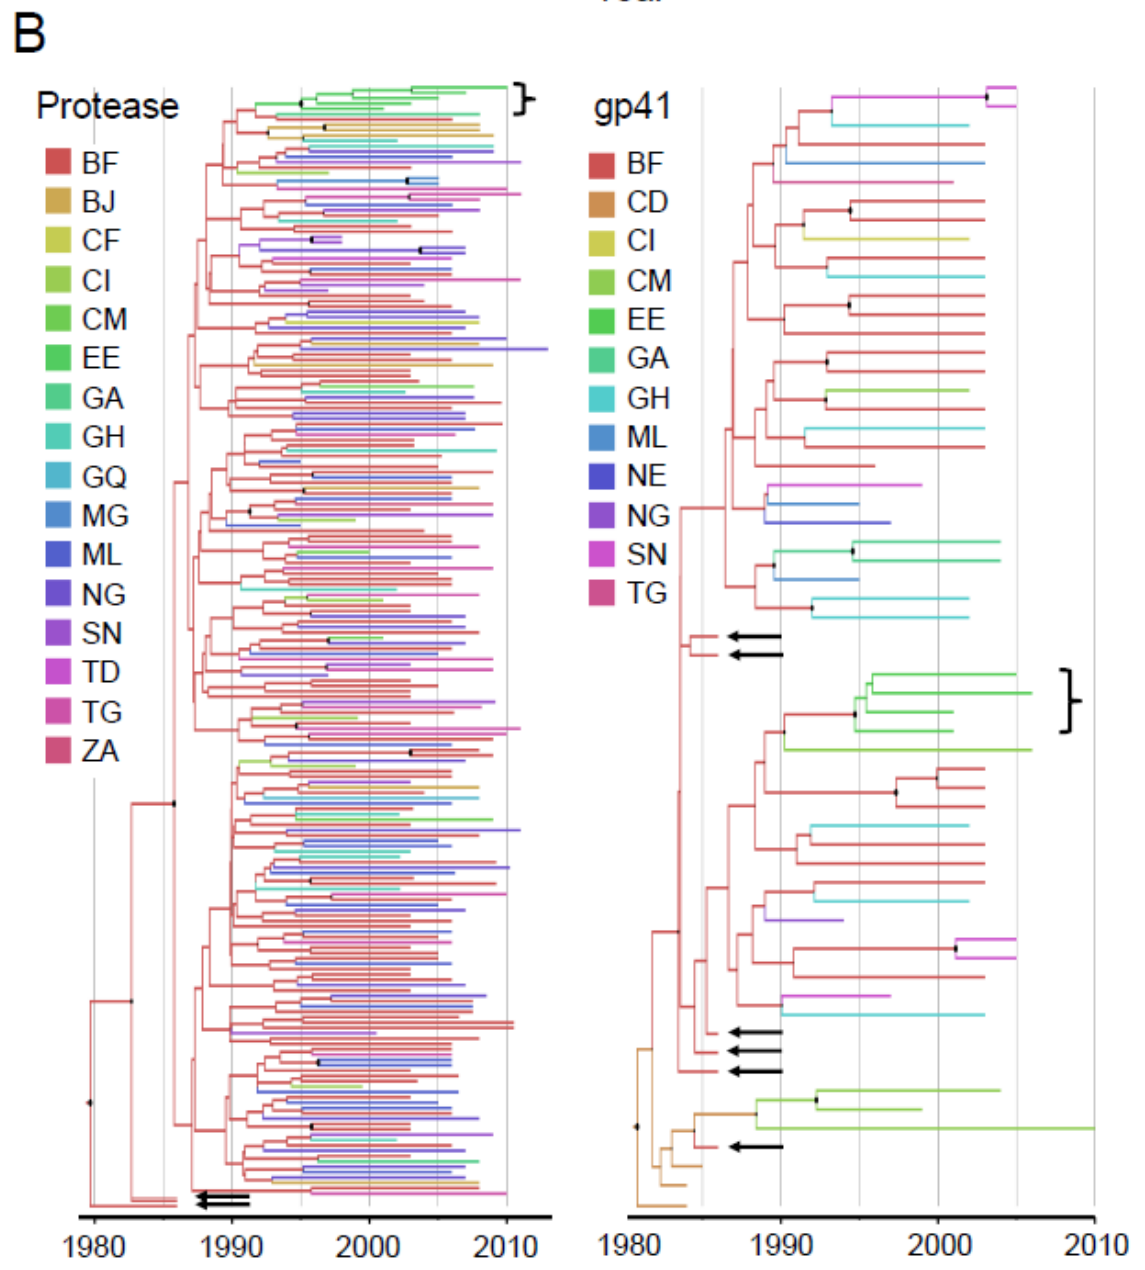 B
Protease
BF
BJ
CF
CI
CM
EE
GA
GH
GQ
MG
ML
NG
SN
TD
TG
ZA
1980 1990 2000 2010
gp41
BF
CD
CI
CM
EE
GA
GH
ML
NE
NG
SN
TG
1980 1990 2000 2010